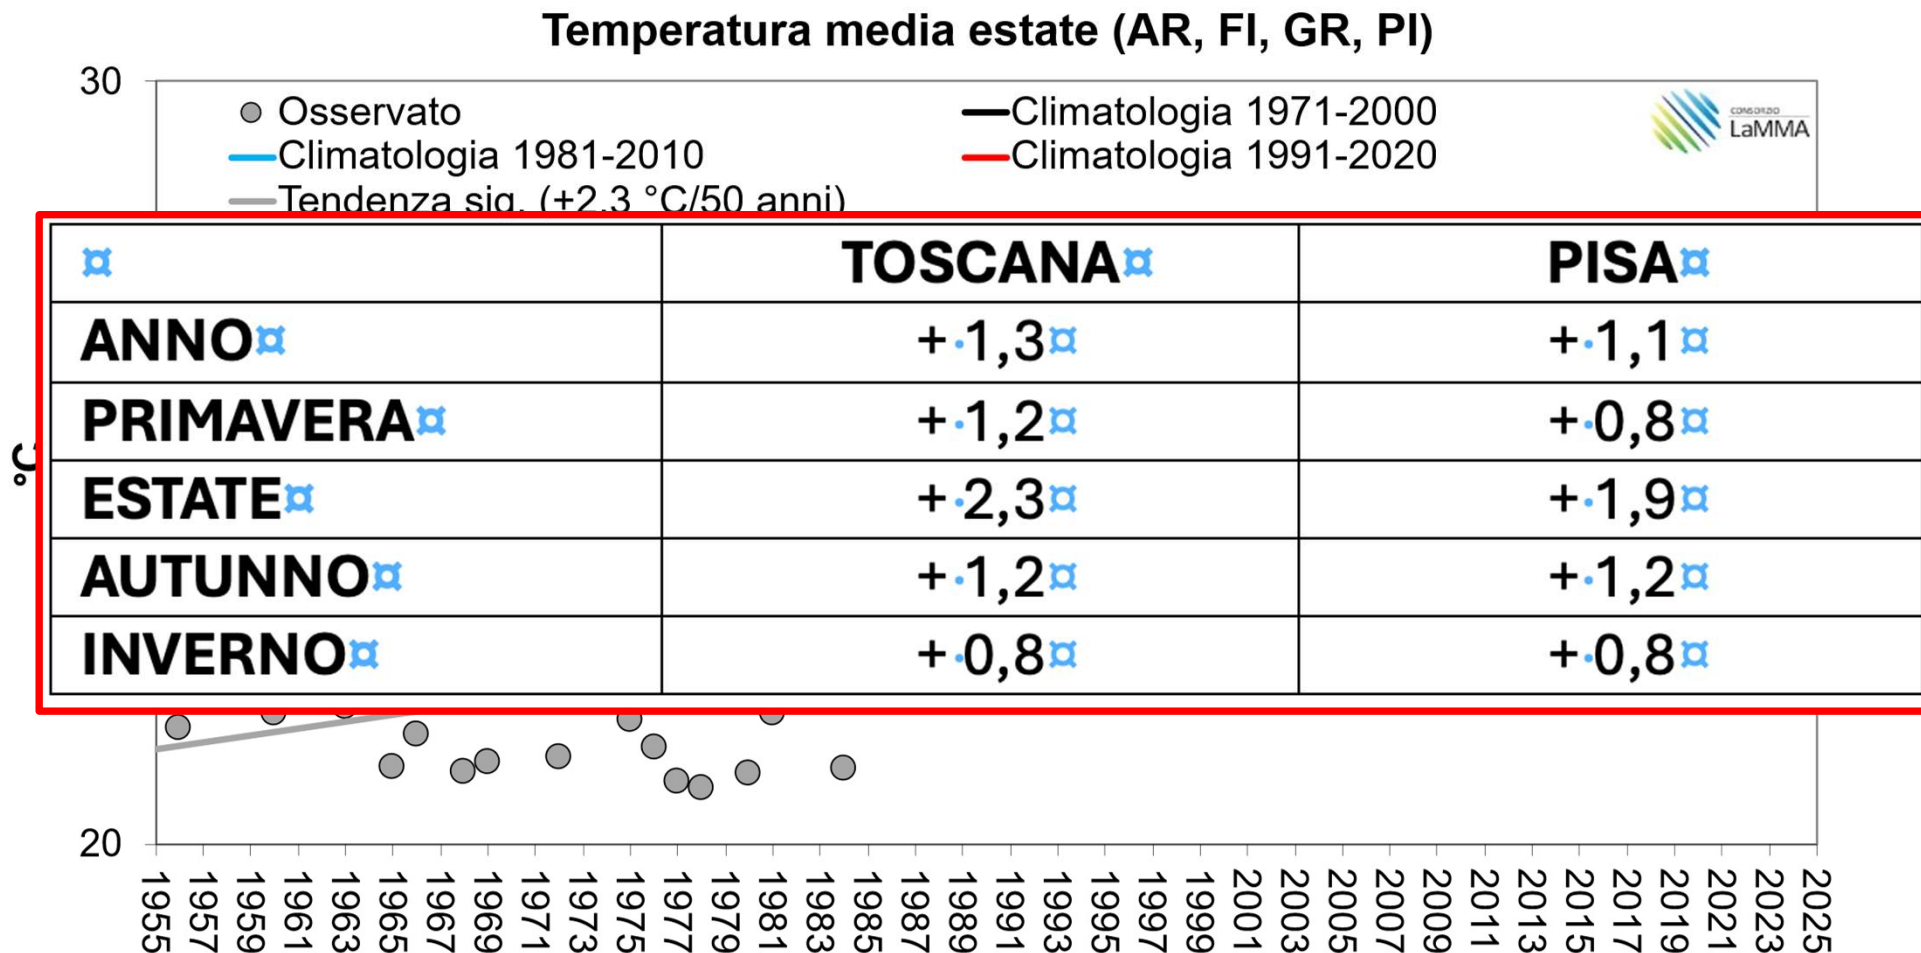 Temperatura media estate (AR, FI, GR, PI)
30
Osservato
Climatologia 1971-2000
CONSORZIO
LaMMA
Climatologia 1981-2010
Climatologia 1991-2020
Tendenza sig. (+2.3 °C/50 anni)
¤ TOSCANA¤ PISA¤
ANNO¤ +·1,3¤ +·1,1¤
PRIMAVERA¤ +·1,2¤ +·0,8¤
°C
ESTATE¤ +·2,3¤ +·1,9¤
AUTUNNO¤ +·1,2¤ +·1,2¤
INVERNO¤ +·0,8¤ +·0,8¤
20
1955 1957 1959 1961 1963 1965 1967 1969 1971 1973 1975 1977 1979 1981 1983 1985 1987 1989 1991 1993 1995 1997 1999 2001 2003 2005 2007 2009 2011 2013 2015 2017 2019 2021 2023 2025